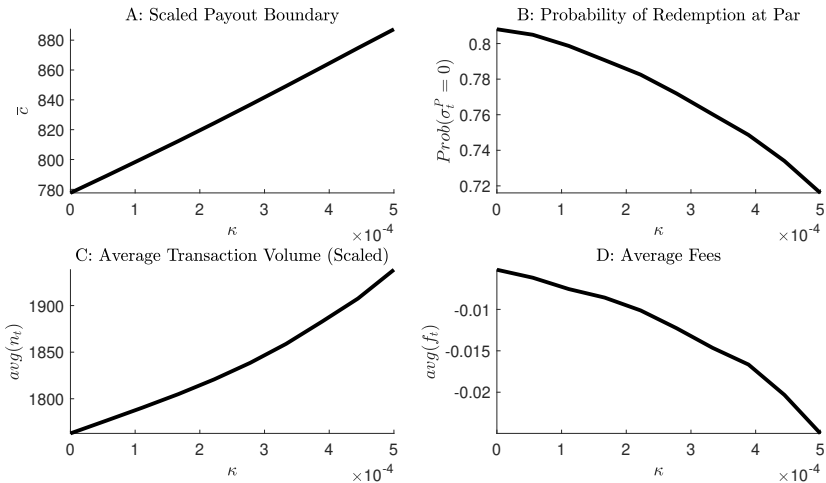 A: Scaled Payout Boundary
880
860
840
820
800
780
c̅
0 1 2 3 4 5
κ
×10⁻⁴
B: Probability of Redemption at Par
0.8
0.78
0.76
0.74
0.72
Prob(σₜᴾ = 0)
0 1 2 3 4 5
κ
×10⁻⁴
C: Average Transaction Volume (Scaled)
1900
1850
1800
avg(nₜ)
0 1 2 3 4 5
κ
×10⁻⁴
D: Average Fees
-0.01
-0.015
-0.02
avg(fₜ)
0 1 2 3 4 5
κ
×10⁻⁴